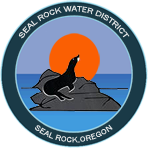 SEAL ROCK WATER DISTRICT
SEAL ROCK, OREGON